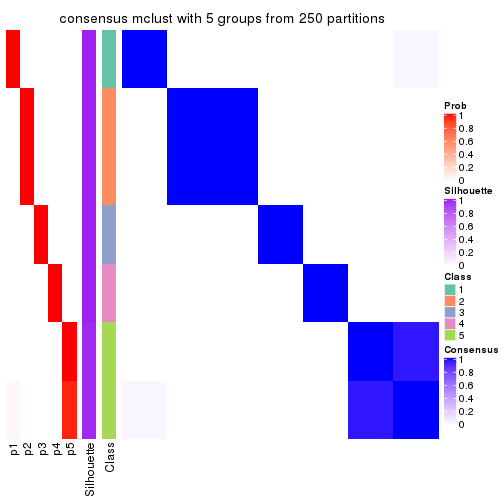 consensus mclust with 5 groups from 250 partitions
Prob
1
0.8
0.6
0.4
0.2
0
Silhouette
1
0.8
0.6
0.4
0.2
0
Class
1
2
3
4
5
Consensus
1
0.8
0.6
0.4
0.2
0
p1
p2
p3
p4
p5
Silhouette
Class